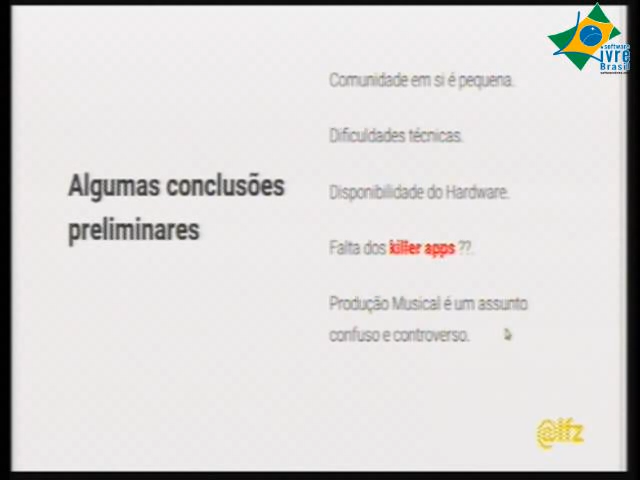 software
livre
Brasil
Algumas conclusões
preliminares
Comunidade em si é pequena.
Dificuldades técnicas.
Disponibilidade do Hardware.
Falta dos killer apps ??.
Produção Musical é um assunto
confuso e controverso.
@lfz